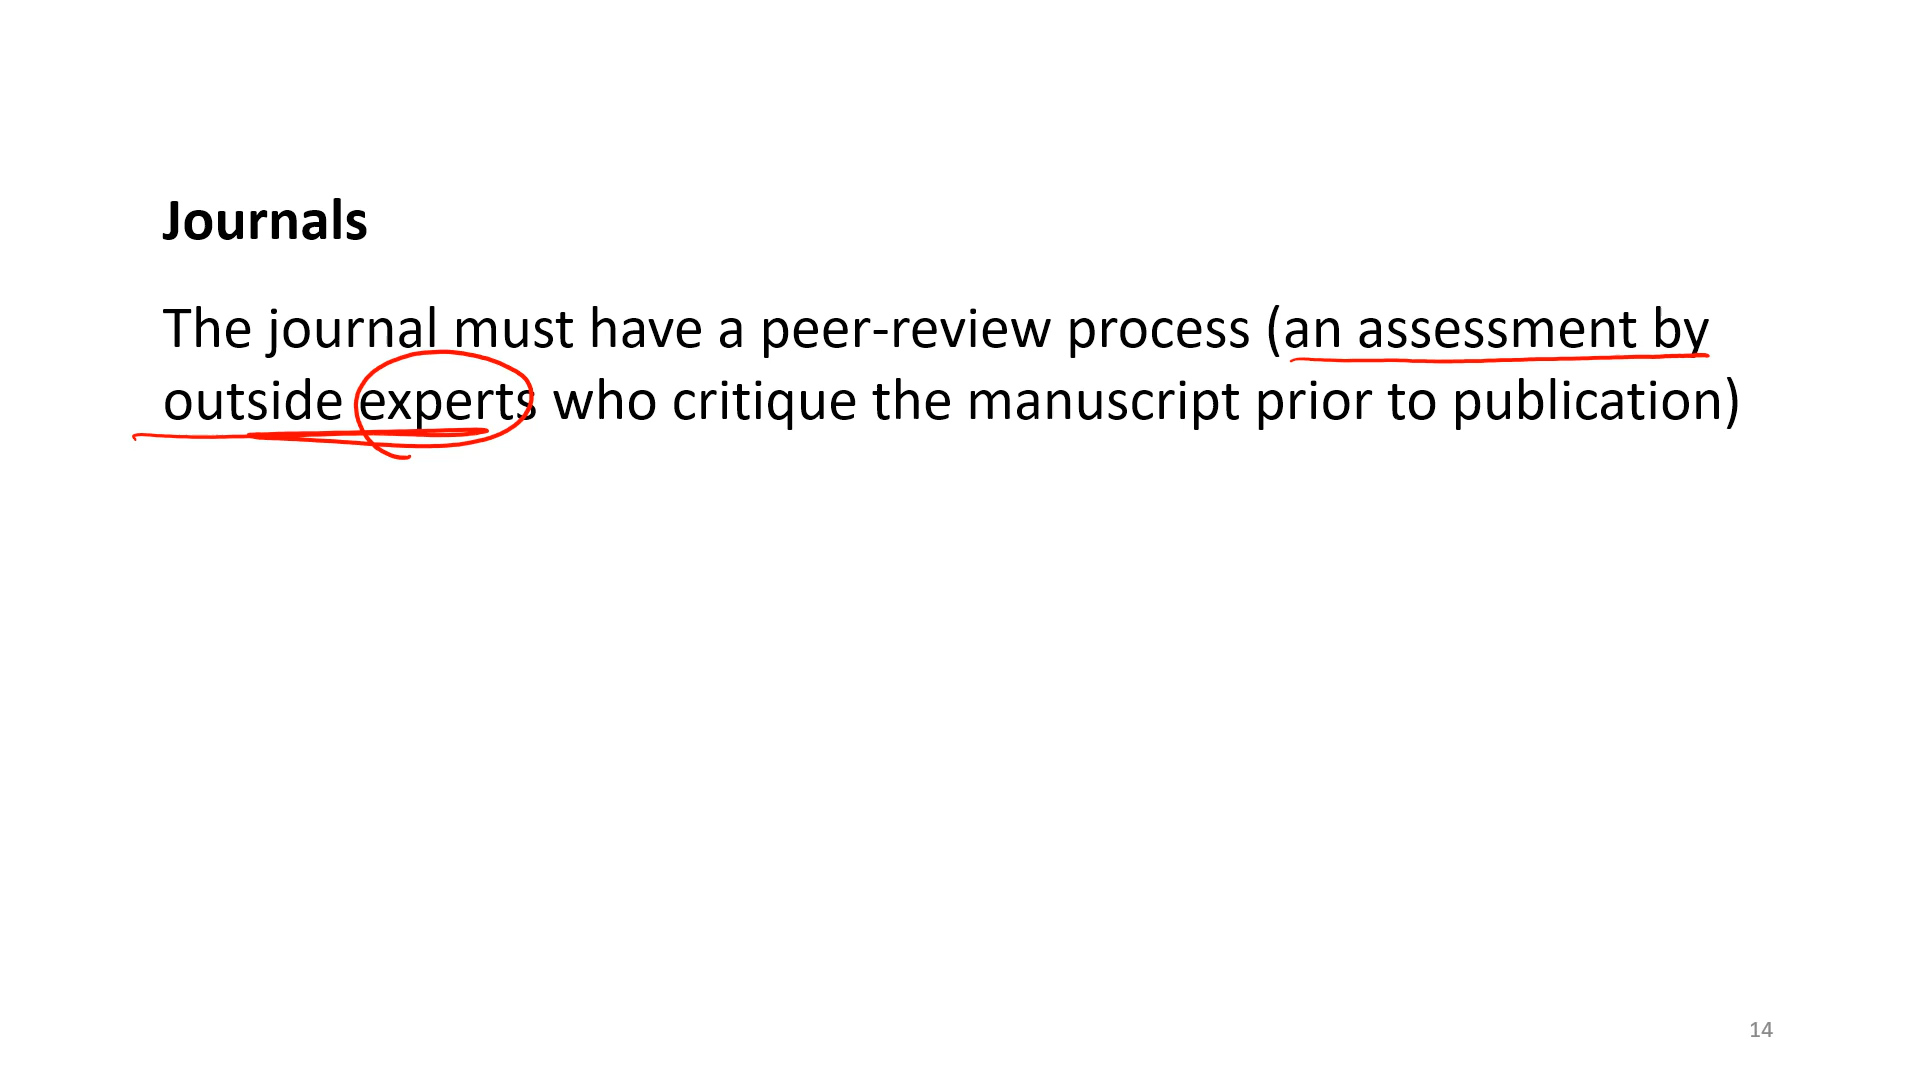 Journals
The journal must have a peer-review process (an assessment by
outside experts who critique the manuscript prior to publication)
14